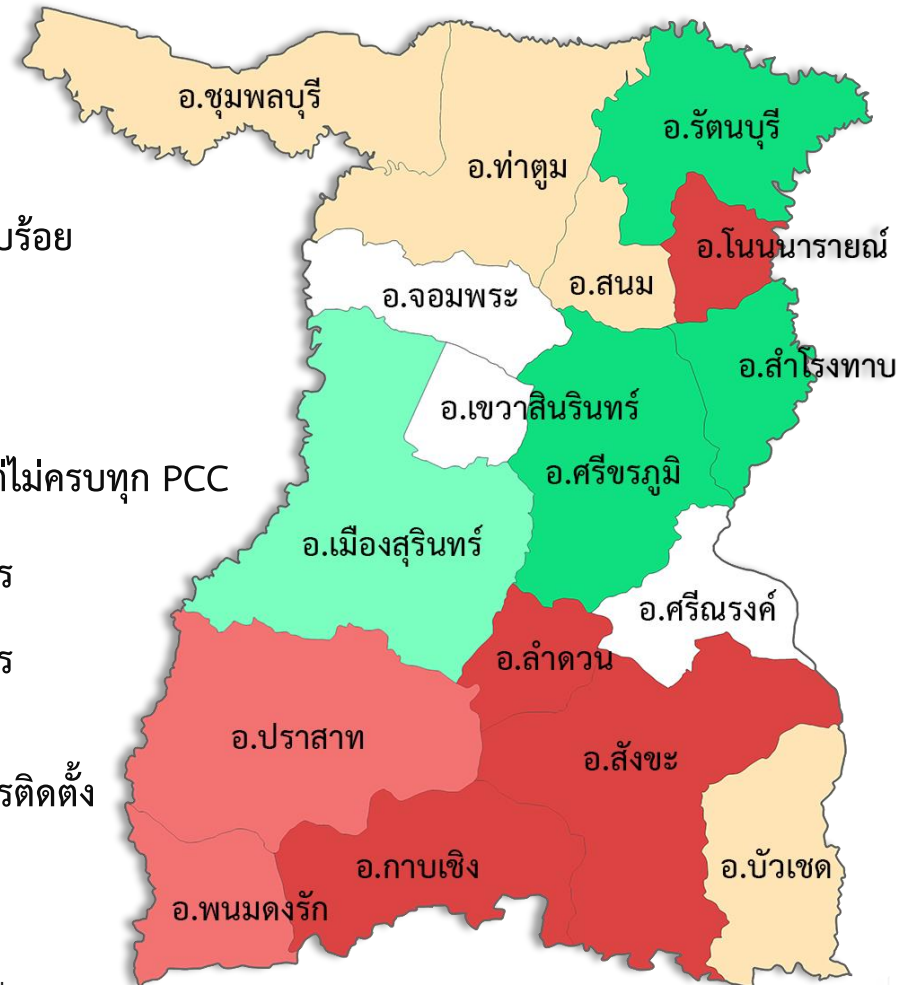 อ.ชุมพลบุรี
อ.รัตนบุรี
อ.ท่าตูม
บร้อย
อ.โนนนารายณ์
อ.สนม
อ.จอมพระ
อ.สำโรงทาบ
อ.เขวาสินรินทร์
อ.ศรีขรภูมิ
ไม่ครบทุก PCC
อ.เมืองสุรินทร์
ร
อ.ศรีณรงค์
อ.ลำดวน
ร
อ.ปราสาท
อ.สังขะ
รติดตั้ง
อ.กาบเชิง
อ.บัวเชด
อ.พนมดงรัก